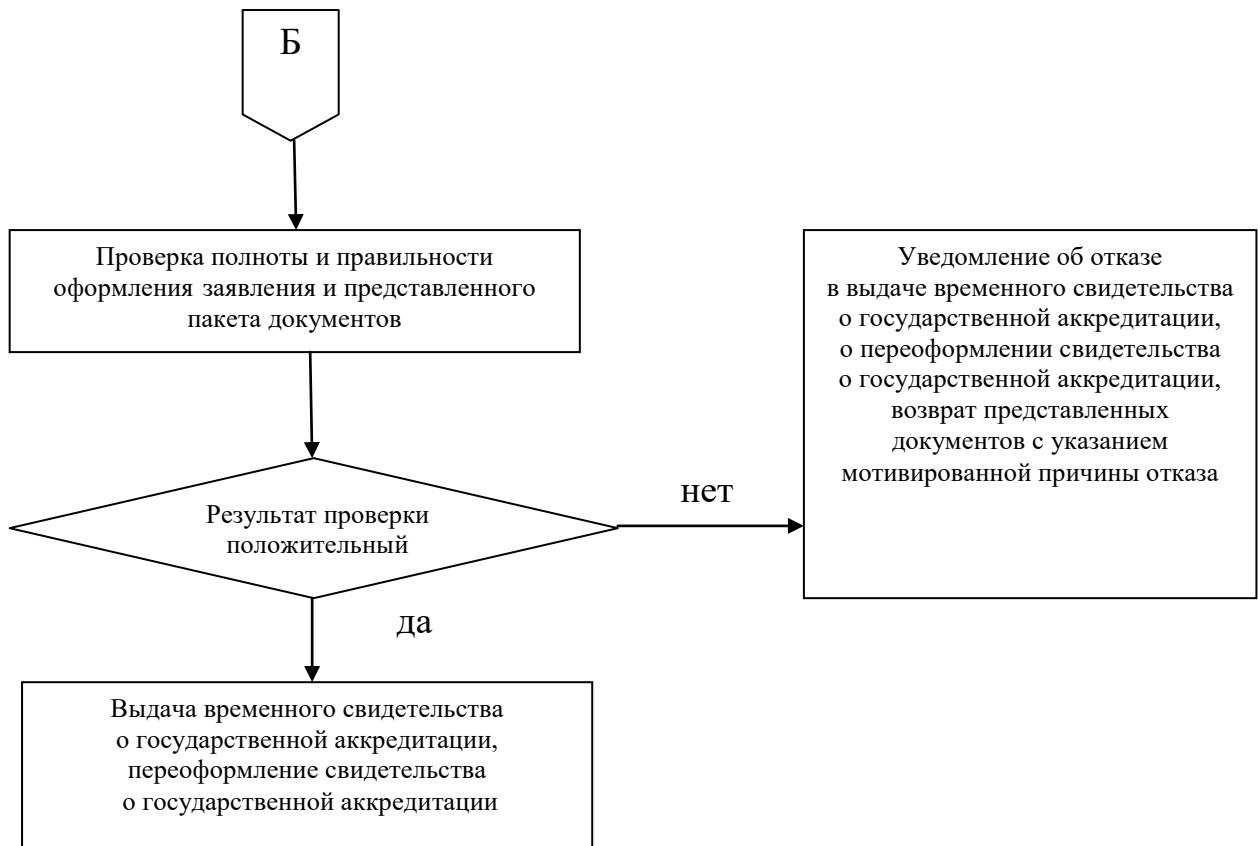 Б
Проверка полноты и правильности
оформления заявления и представленного
пакета документов
Уведомление об отказе
в выдаче временного свидетельства
о государственной аккредитации,
о переоформлении свидетельства
о государственной аккредитации,
возврат представленных
документов с указанием
мотивированной причины отказа
Результат проверки
положительный
нет
да
Выдача временного свидетельства
о государственной аккредитации,
переоформление свидетельства
о государственной аккредитации